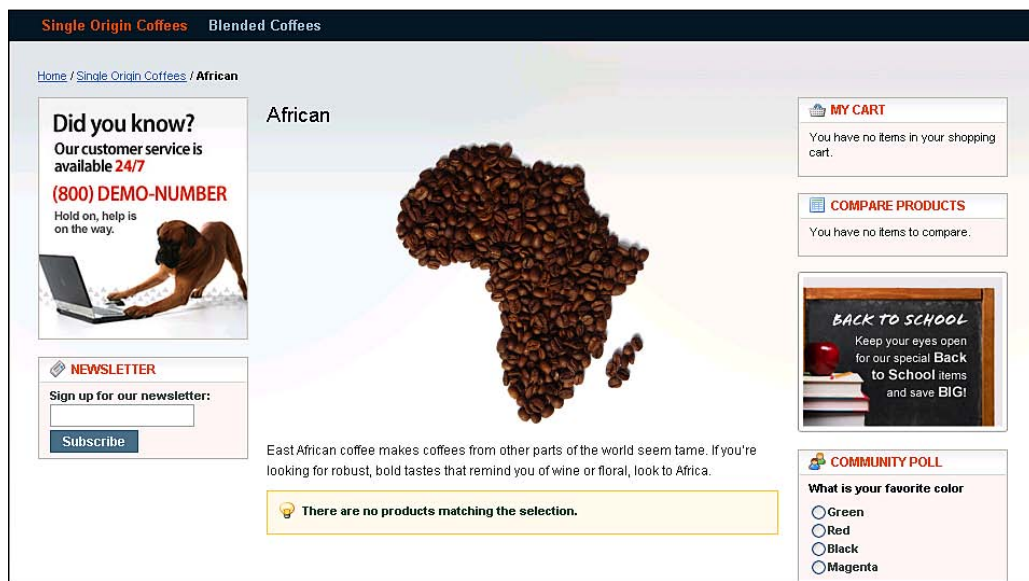 Single Origin Coffees Blended Coffees
Home / Single Origin Coffees / African
Did you know?
Our customer service is
available 24/7
(800) DEMO-NUMBER
Hold on, help is
on the way.
NEWSLETTER
Sign up for our newsletter:
Subscribe
African
East African coffee makes coffees from other parts of the world seem tame. If you're
looking for robust, bold tastes that remind you of wine or floral, look to Africa.
There are no products matching the selection.
MY CART
You have no items in your shopping
cart.
COMPARE PRODUCTS
You have no items to compare.
BACK TO SCHOOL
Keep your eyes open
for our special Back
to School items
and save BIG!
COMMUNITY POLL
What is your favorite color
Green
Red
Black
Magenta